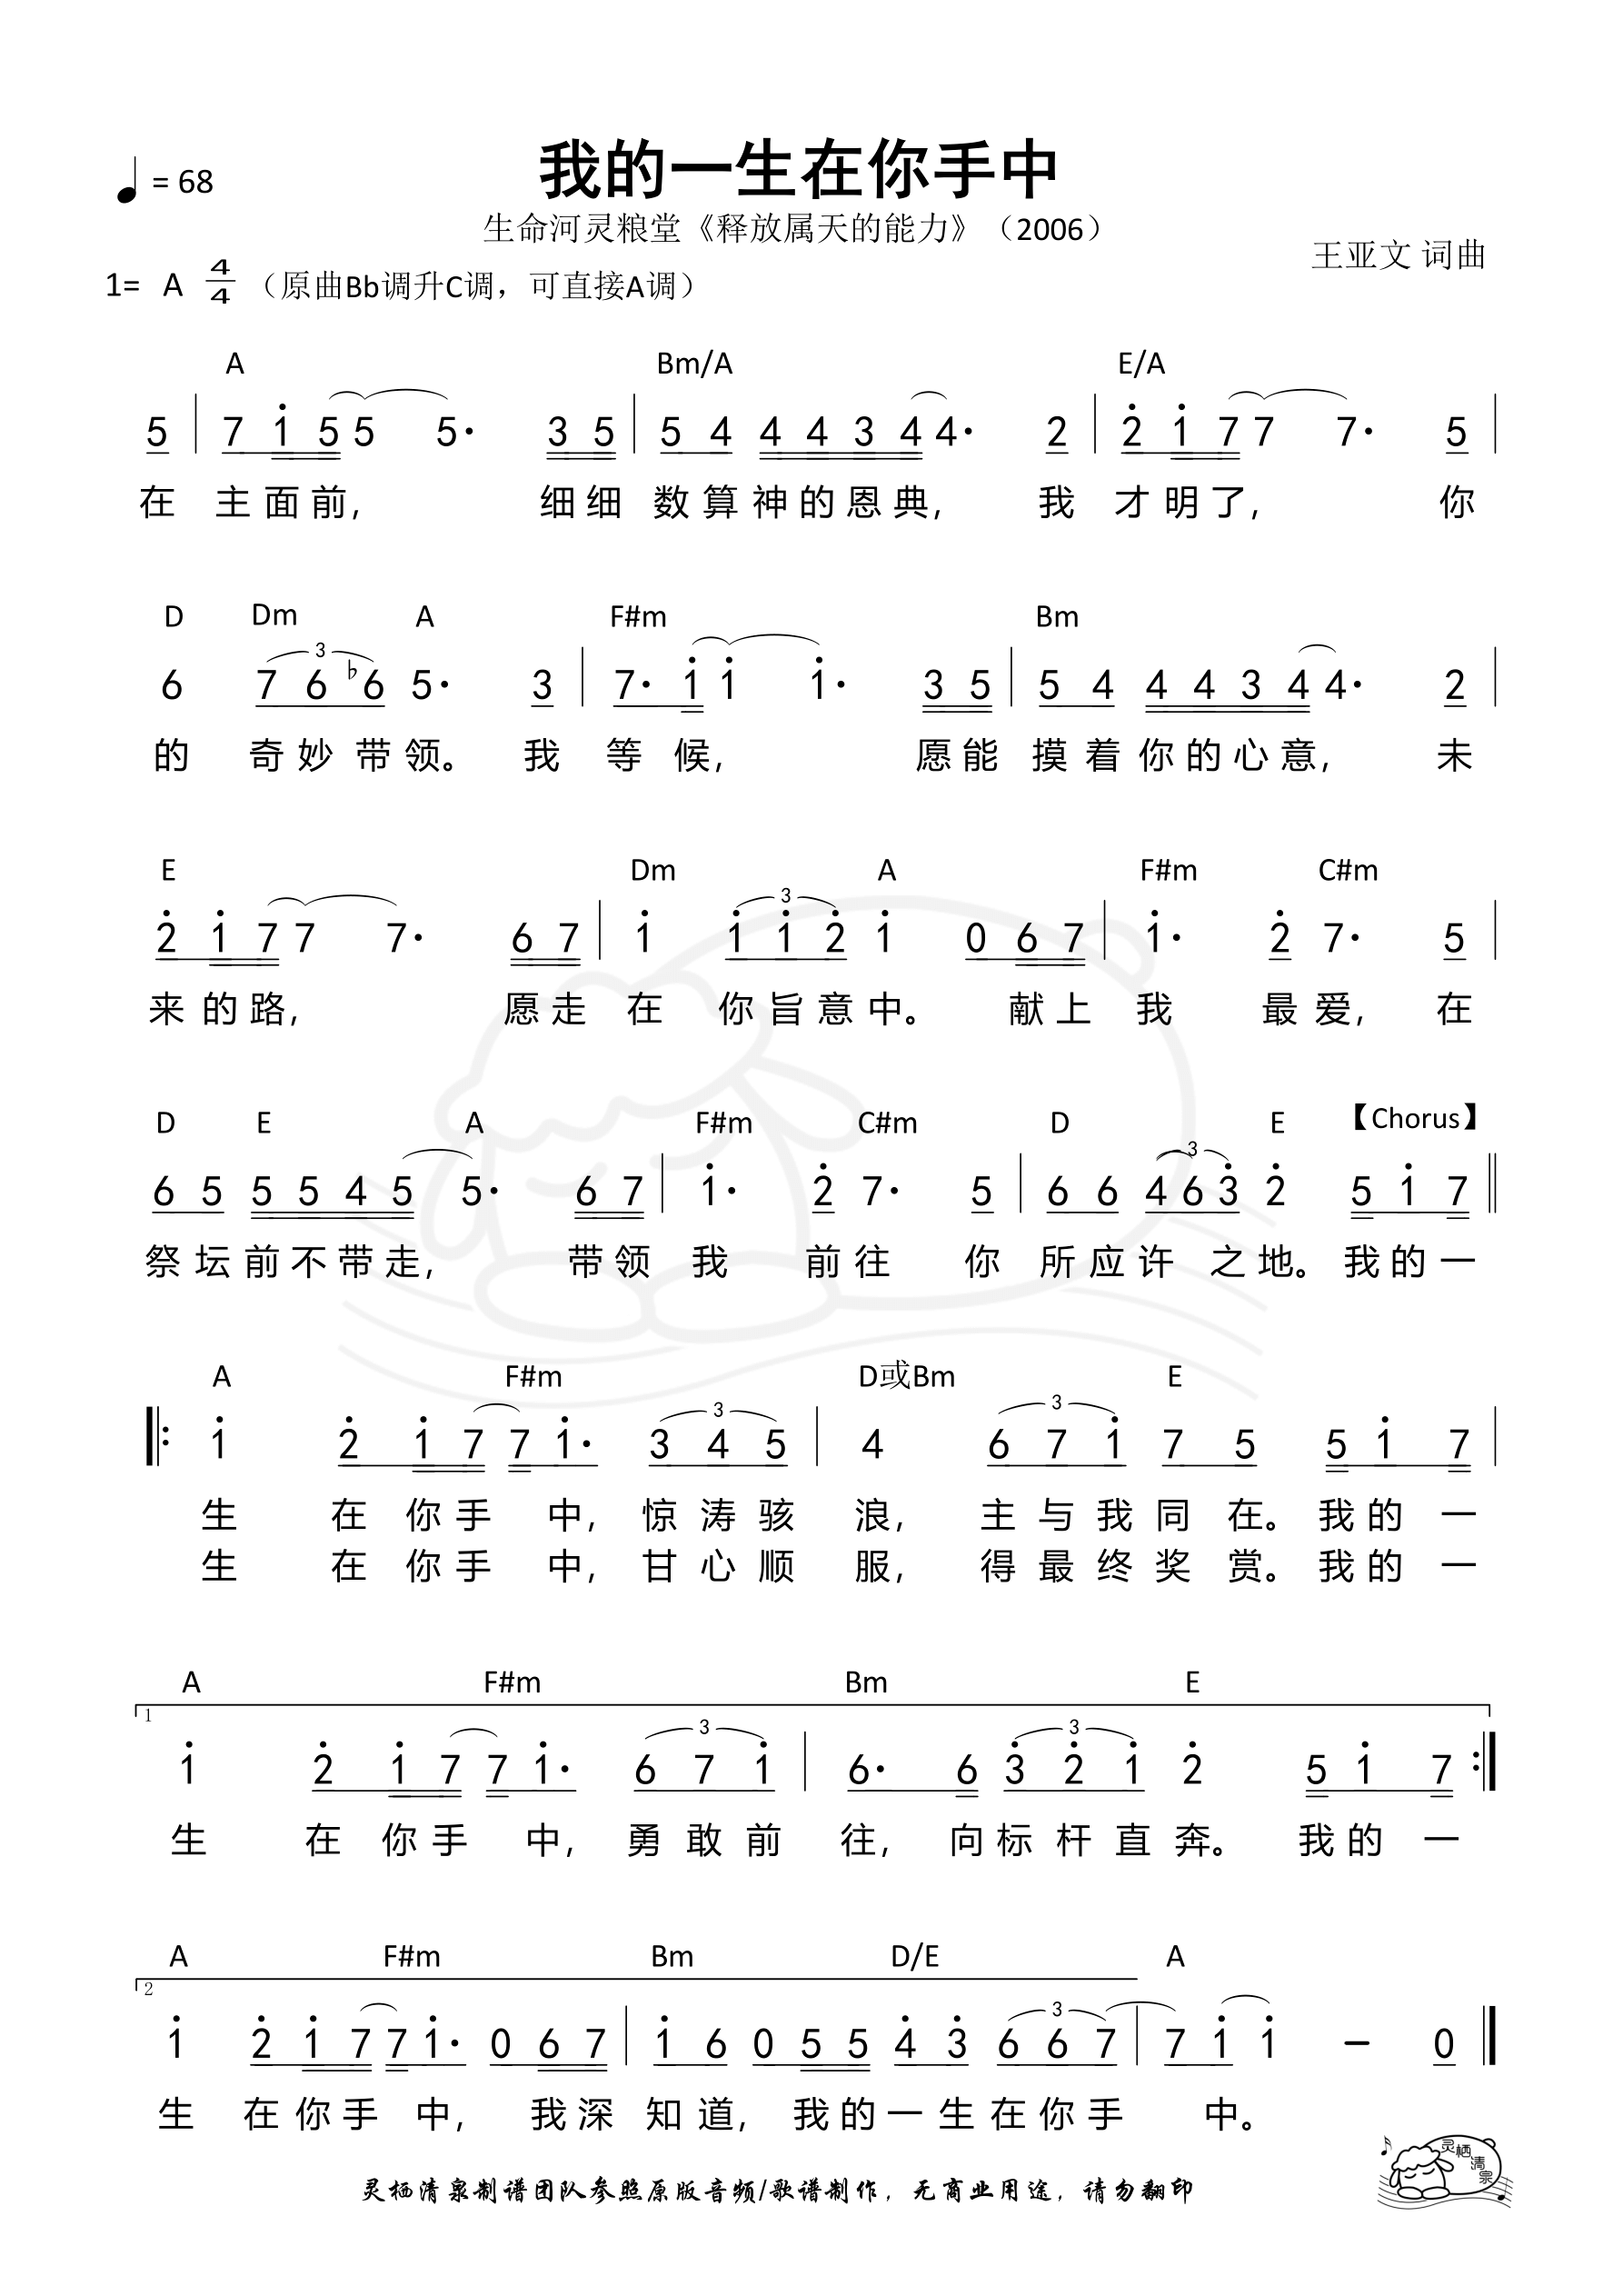 我的一生在你手中
♩ = 68
生命河灵粮堂《释放属天的能力》（2006）
王亚文 词曲
1= A 4/4 （原曲Bb调升C调，可直接A调）
A Bm/A E/A
5 | 7 1̇ 5 5 5· 3 5 | 5 4 4 4 3 4 4· 2 | 2̇ 1̇ 7 7 7· 5 |
在 主面前， 细细 数算神的恩典， 我 才明了， 你
D Dm A F#m Bm
6 7 6 ♭6 5· 3 | 7· 1̇ 1̇ 1̇· 3 5 | 5 4 4 4 3 4 4· 2 |
的 奇妙带领。 我 等候， 愿能 摸着你的心意， 未
E Dm A F#m C#m
2̇ 1̇ 7 7 7· 6 7 | 1̇ 1̇ 1̇ 2̇ 1̇ 0 6 7 | 1̇· 2̇ 7· 5 |
来的路， 愿走 在 你旨意中。 献上 我 最爱， 在
D E A F#m C#m D E 【Chorus】
6 5 5 5 4 5 5· 6 7 | 1̇· 2̇ 7· 5 | 6 6 4 6 3̇ 2̇ 5 1̇ 7 ||
祭坛前不带走， 带领 我 前往 你 所应许 之地。 我的一
A F#m D或Bm E
|: 1̇ 2̇ 1̇ 7 7 1̇· 3 4 5 | 4 6 7 1̇ 7 5 5 1̇ 7 |
生 在你手 中， 惊涛骇 浪， 主与我同 在。 我的 一
生 在你手 中， 甘心顺 服， 得最终奖 赏。 我的 一
A F#m Bm E
1
1̇ 2̇ 1̇ 7 7 1̇· 6 7 1̇ | 6· 6 3̇ 2̇ 1̇ 2̇ 5 1̇ 7 :|
生 在你手 中， 勇敢前 往， 向标杆直奔。 我的 一
A F#m Bm D/E A
2
1̇ 2̇ 1̇ 7 7 1̇· 0 6 7 | 1̇ 6 0 5 5 4̇ 3̇ 6 6 7 | 7 1̇ 1̇ – 0 ||
生 在你手 中， 我深 知道， 我的一生在你手 中。
灵栖清泉
灵栖清泉制谱团队参照原版音频/歌谱制作，无商业用途，请勿翻印